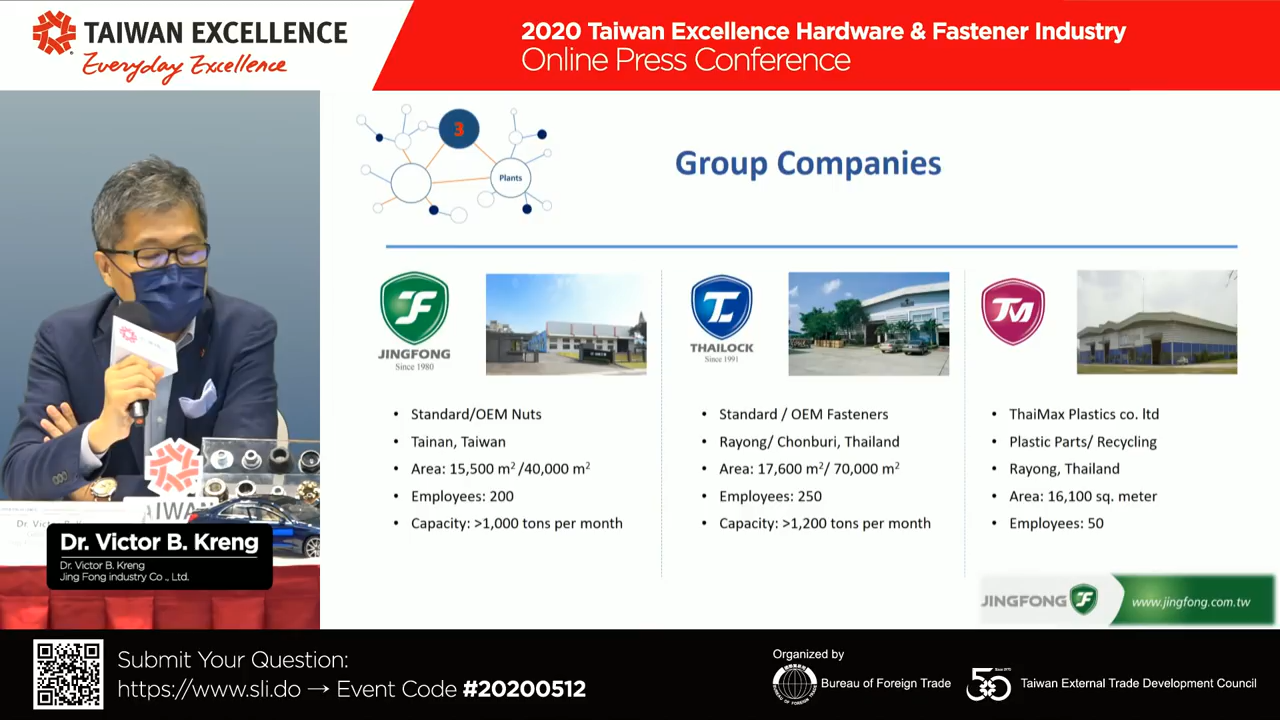 TAIWAN EXCELLENCE
Everyday Excellence
2020 Taiwan Excellence Hardware & Fastener Industry
Online Press Conference
3
Plants
Group Companies
JF
JINGFONG
Since 1980
Standard/OEM Nuts
Tainan, Taiwan
Area: 15,500 m² /40,000 m²
Employees: 200
Capacity: >1,000 tons per month
TL
THAILOCK
Since 1991
Standard / OEM Fasteners
Rayong/ Chonburi, Thailand
Area: 17,600 m²/ 70,000 m²
Employees: 250
Capacity: >1,200 tons per month
TM
ThaiMax Plastics co. ltd
Plastic Parts/ Recycling
Rayong, Thailand
Area: 16,100 sq. meter
Employees: 50
JINGFONG JF
www.jingfong.com.tw
TAIWAN
Dr. Victor B. Kreng
Dr. Victor B. Kreng
Jing Fong industry Co ., Ltd.
Submit Your Question:
https://www.sli.do → Event Code #20200512
Organized by
Bureau of Foreign Trade
50
Taiwan External Trade Development Council